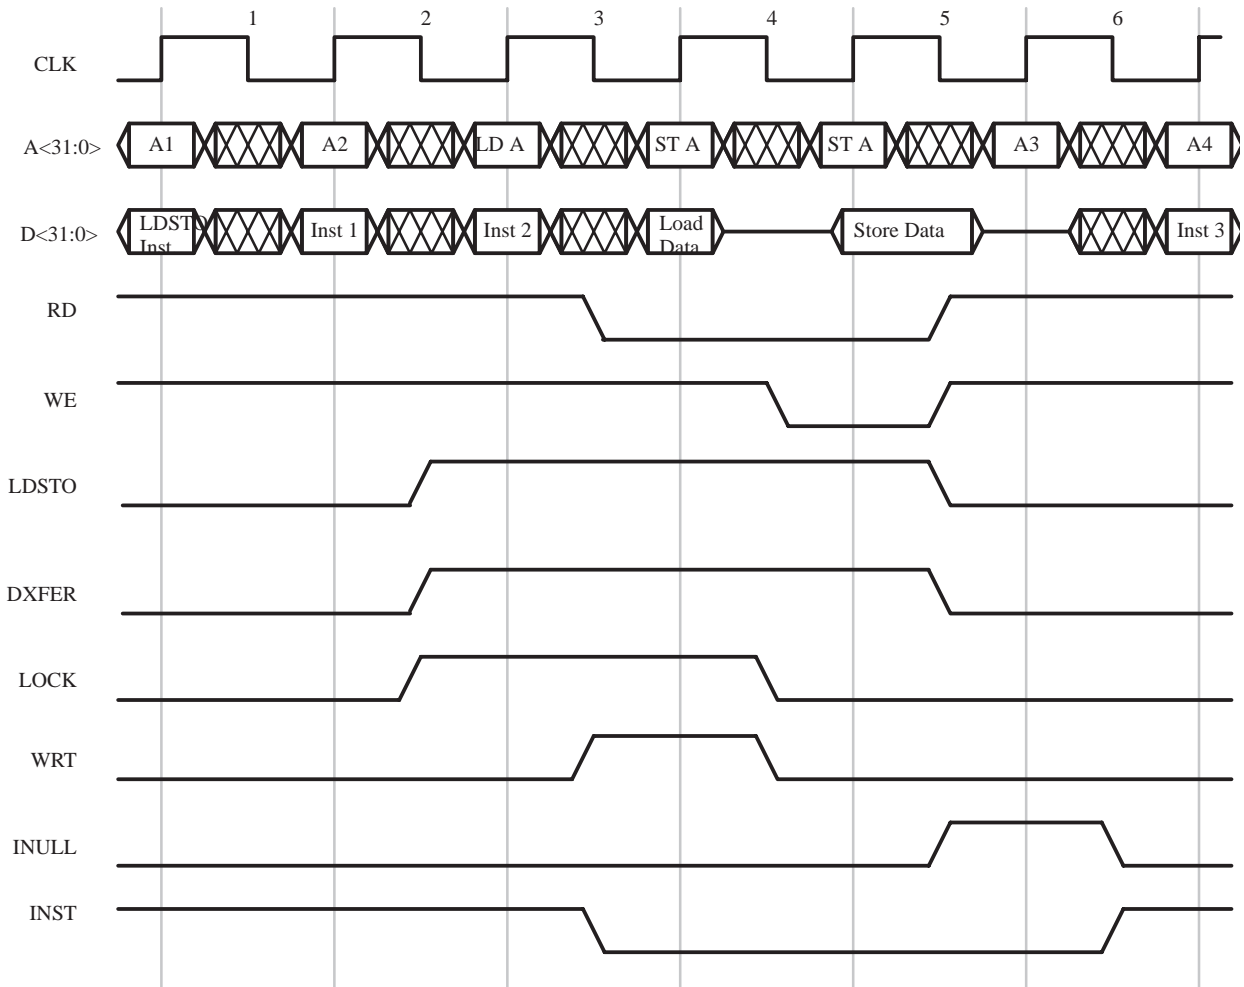 1 2 3 4 5 6
CLK
A<31:0> A1 A2 LD A ST A ST A A3 A4
D<31:0> LDSTO Inst Inst 1 Inst 2 Load Data Store Data Inst 3
RD
WE
LDSTO
DXFER
LOCK
WRT
INULL
INST